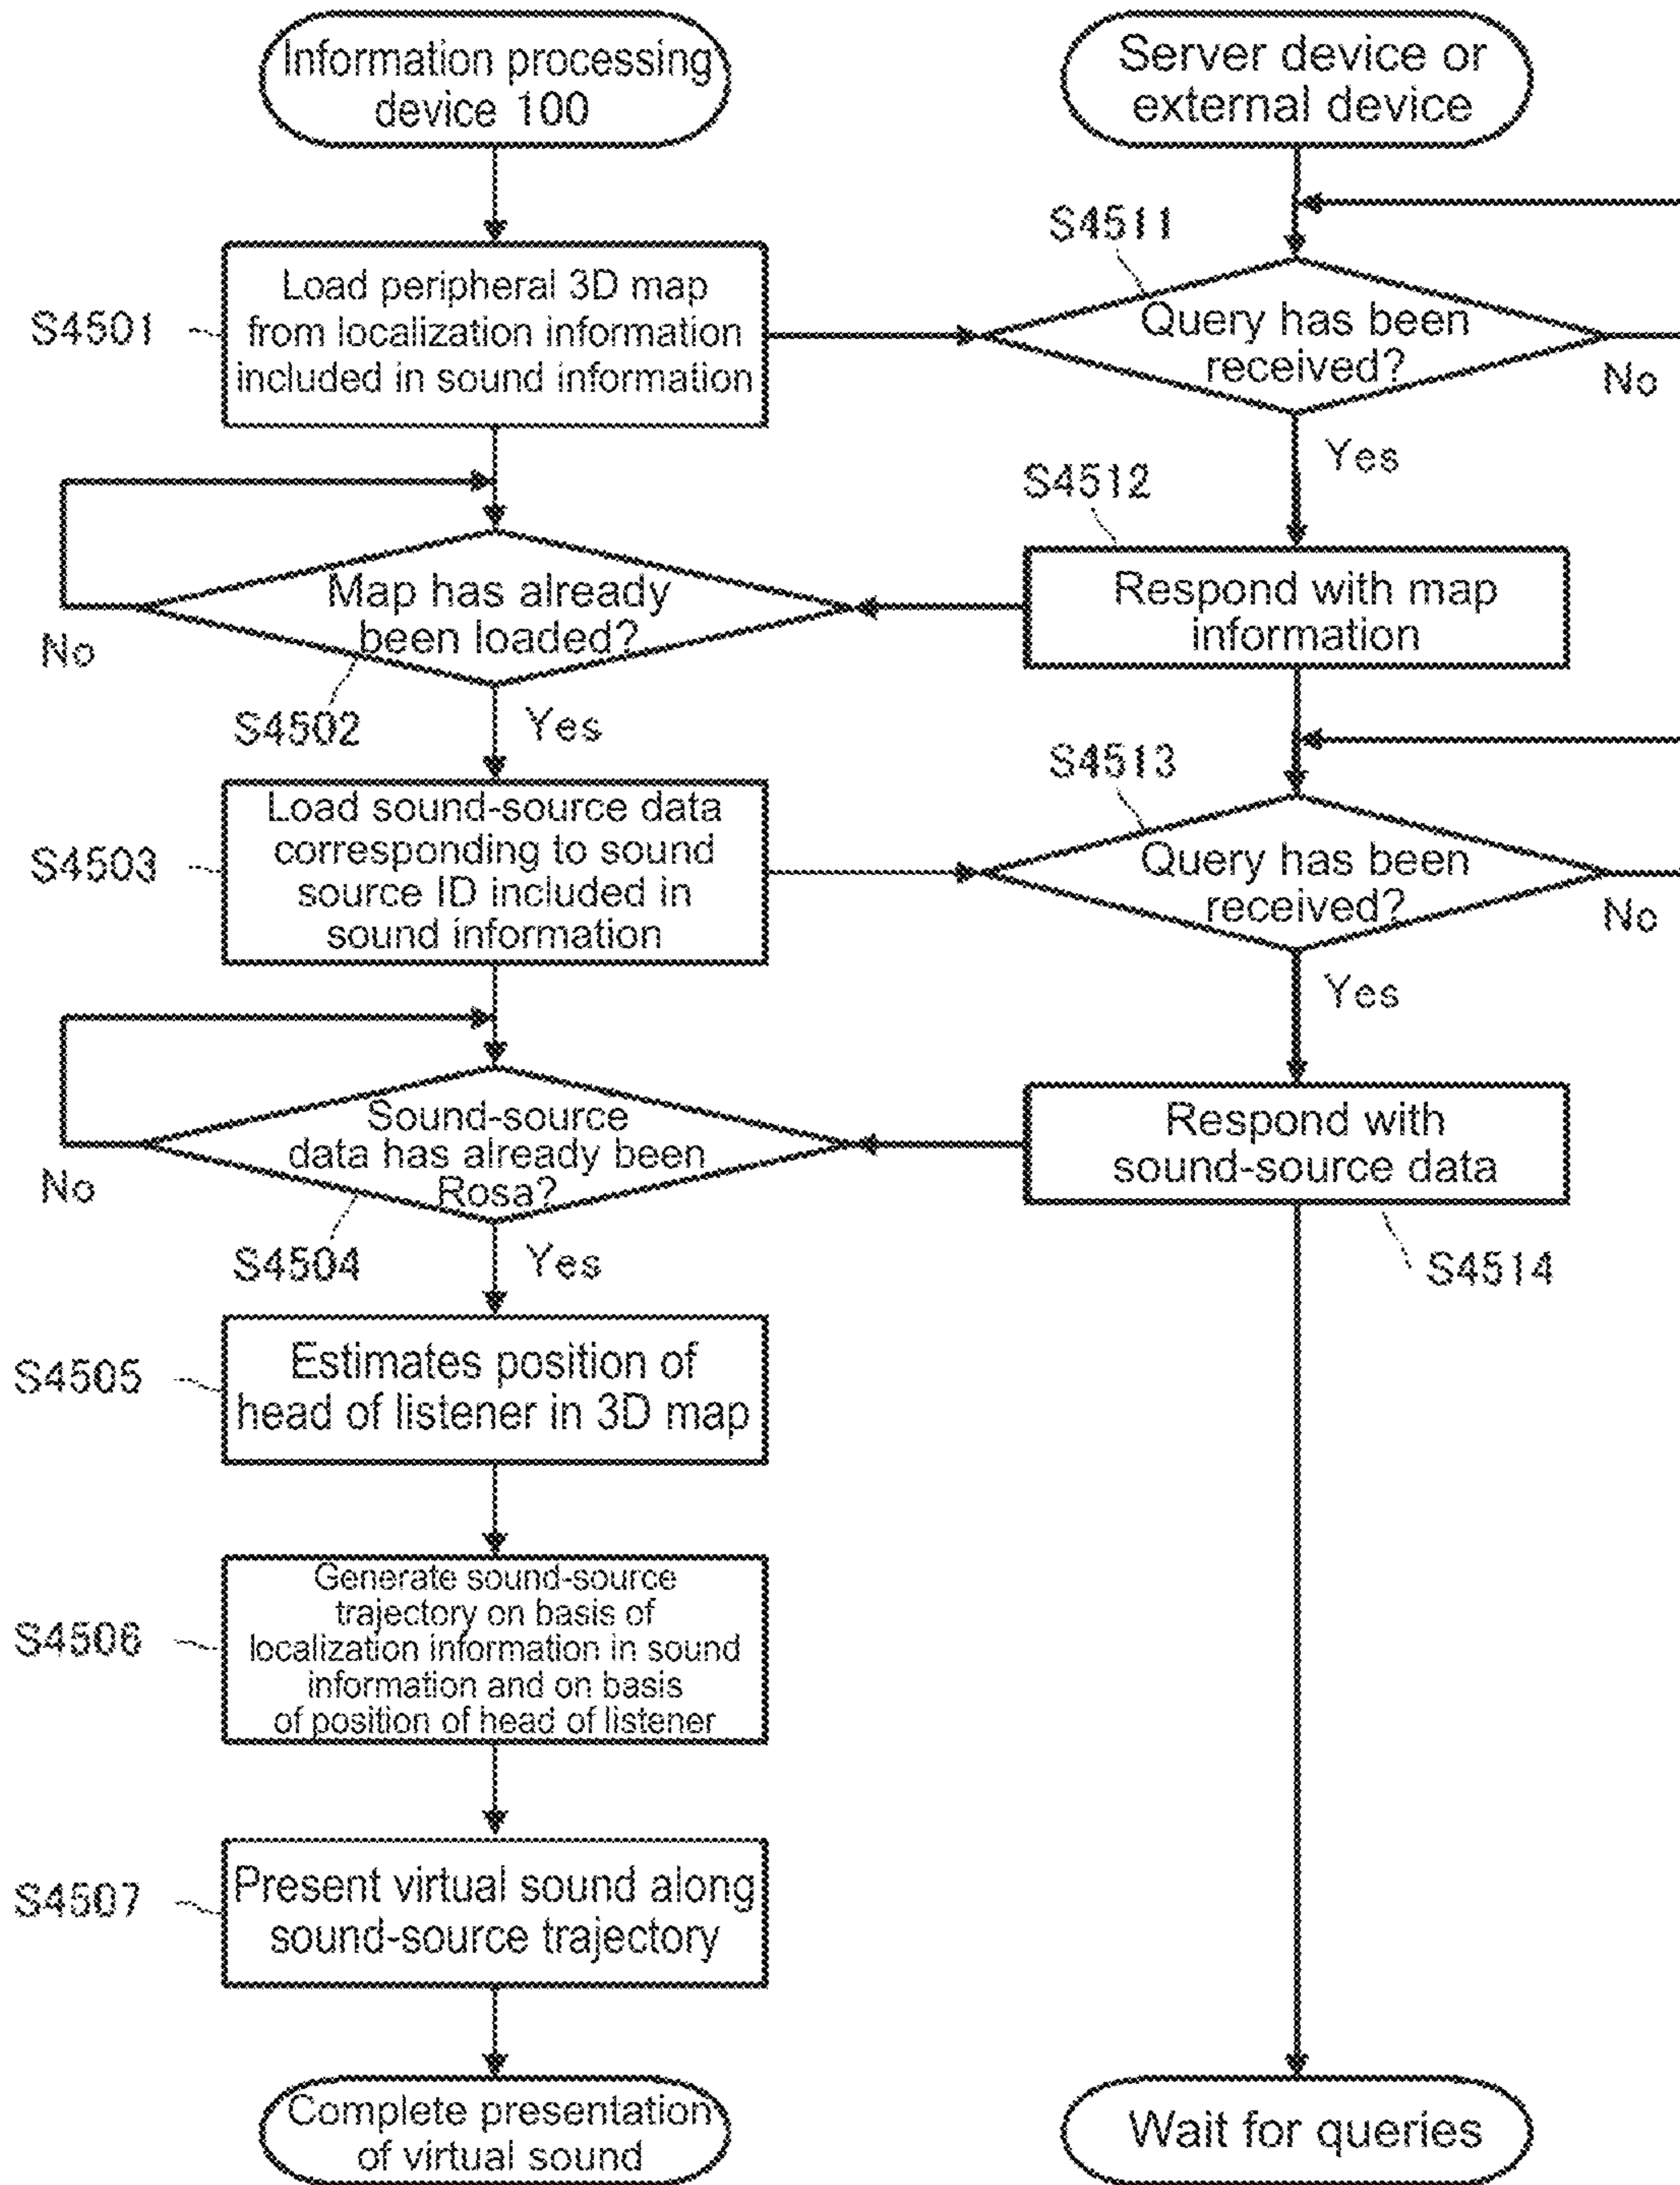 Information processing
device 100
Server device or
external device
S4511
S4501
Load peripheral 3D map
from localization information
included in sound information
Query has been
received?
No
Yes
S4512
Map has already
been loaded?
No
S4502
Yes
Respond with map
information
S4513
S4503
Load sound-source data
corresponding to sound
source ID included in
sound information
Query has been
received?
No
Yes
Sound-source
data has already been
Rosa?
No
S4504
Yes
Respond with
sound-source data
S4514
S4505
Estimates position of
head of listener in 3D map
S4506
Generate sound-source
trajectory on basis of
localization information in sound
information and on basis
of position of head of listener
S4507
Present virtual sound along
sound-source trajectory
Complete presentation
of virtual sound
Wait for queries